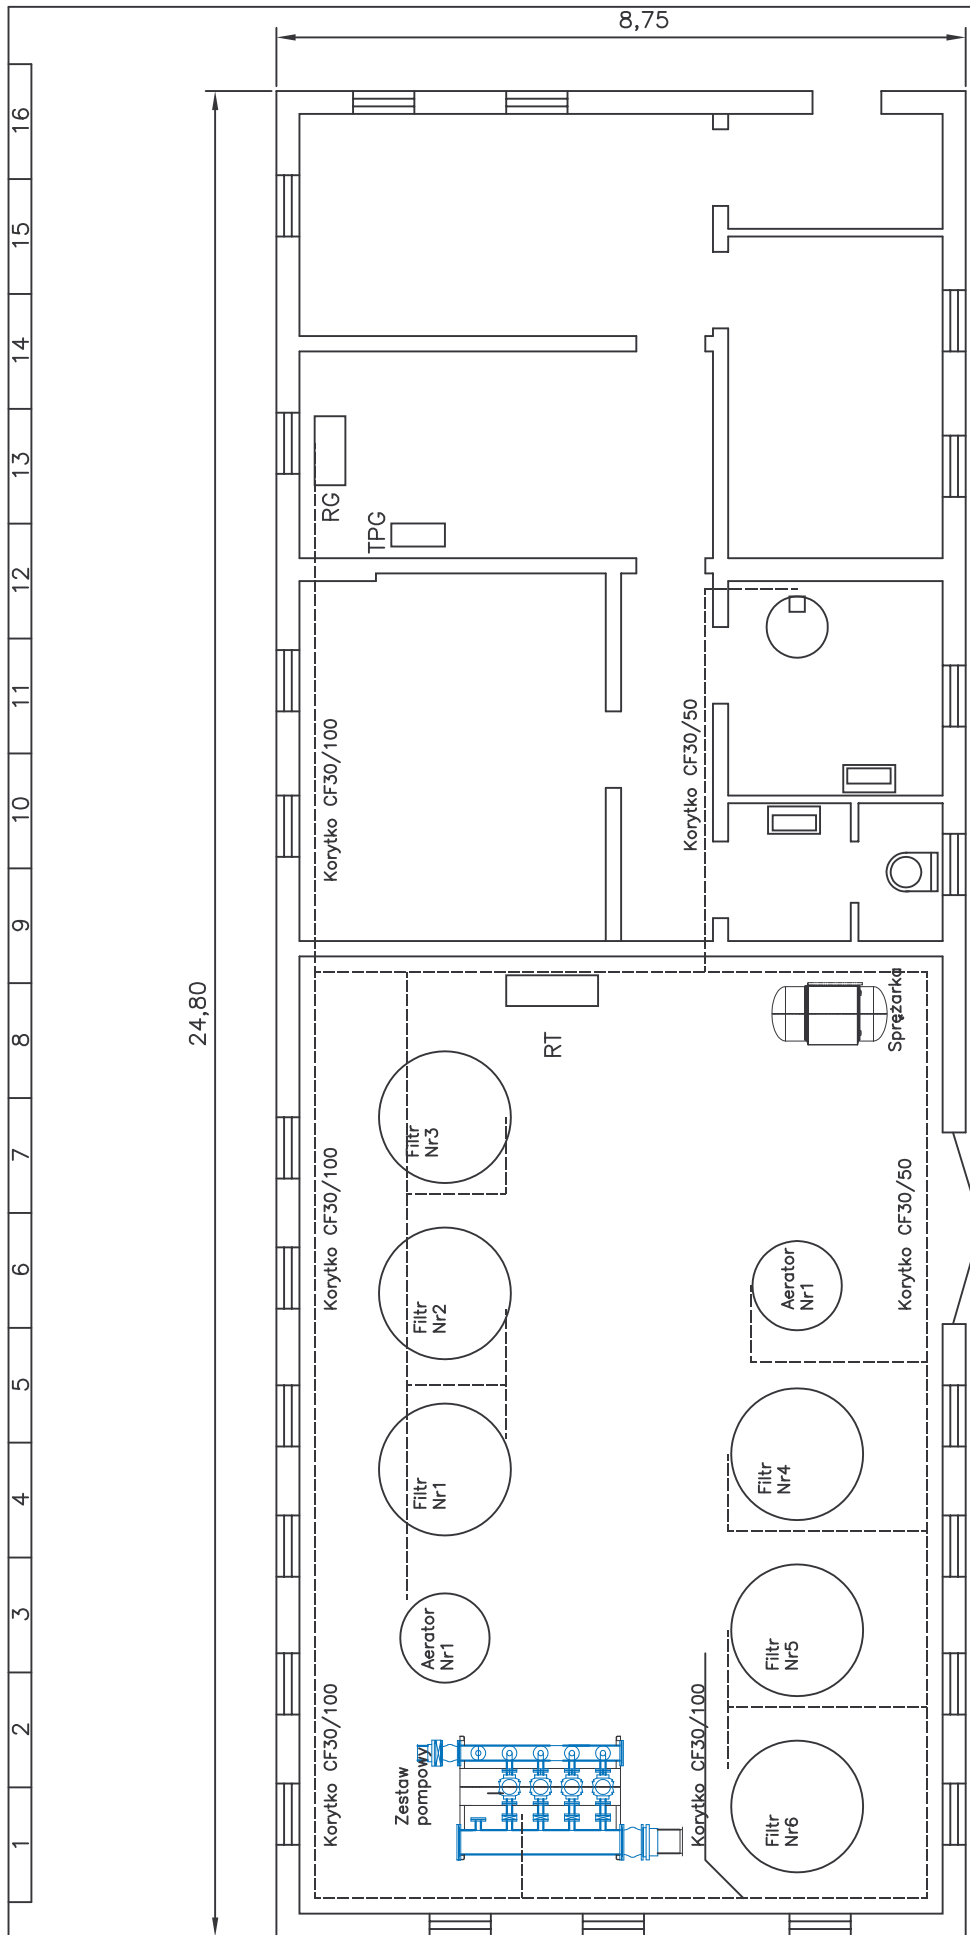 8,75
16
15
14
13
12
11
10
9
8
7
6
5
4
3
2
1
24,80
RG
TPG
Korytko CF30/100
Korytko CF30/50
RT
Sprężarka
Filtr
Nr3
Korytko CF30/100
Korytko CF30/50
Filtr
Nr2
Aerator
Nr1
Filtr
Nr1
Filtr
Nr4
Aerator
Nr1
Filtr
Nr5
Korytko CF30/100
Korytko CF30/100
Zestaw
pompowy
Filtr
Nr6